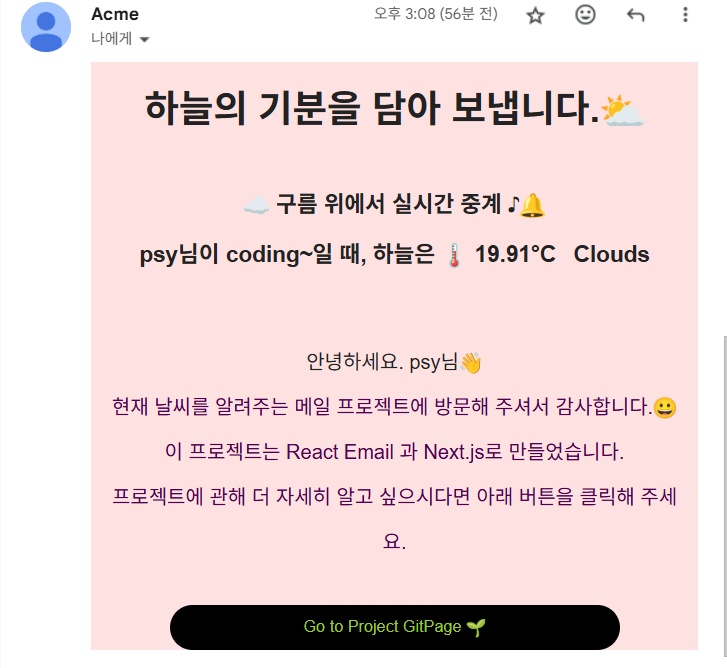 Acme 오후 3:08 (56분 전)
나에게
하늘의 기분을 담아 보냅니다.⛅
☁️ 구름 위에서 실시간 중계 ♪🔔
psy님이 coding~일 때, 하늘은 🌡️ 19.91°C Clouds
안녕하세요. psy님👋
현재 날씨를 알려주는 메일 프로젝트에 방문해 주셔서 감사합니다.😀
이 프로젝트는 React Email 과 Next.js로 만들었습니다.
프로젝트에 관해 더 자세히 알고 싶으시다면 아래 버튼을 클릭해 주세
요.
Go to Project GitPage 🌱